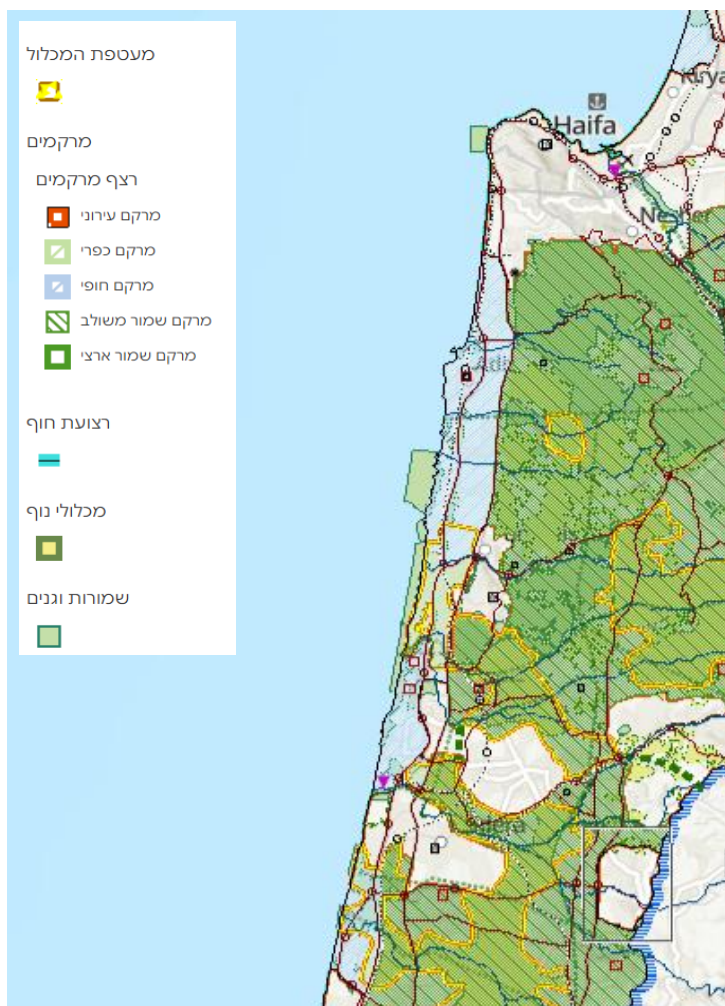 מעטפת המכלול
מרקמים
רצף מרקמים
מרקם עירוני
מרקם כפרי
מרקם חופי
מרקם שמור משולב
מרקם שמור ארצי
רצועת חוף
מכלולי נוף
שמורות וגנים
Haifa